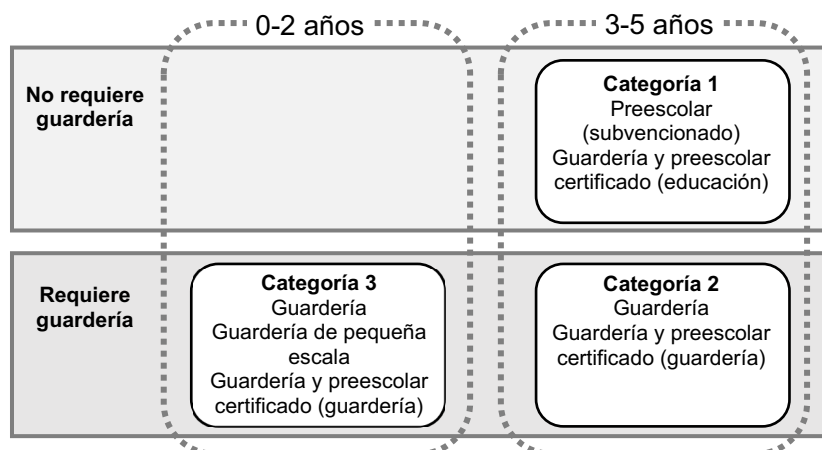 0-2 años
3-5 años
No requiere
guardería
Categoría 1
Preescolar
(subvencionado)
Guardería y preescolar
certificado (educación)
Requiere
guardería
Categoría 3
Guardería
Guardería de pequeña
escala
Guardería y preescolar
certificado (guardería)
Categoría 2
Guardería
Guardería y preescolar
certificado (guardería)